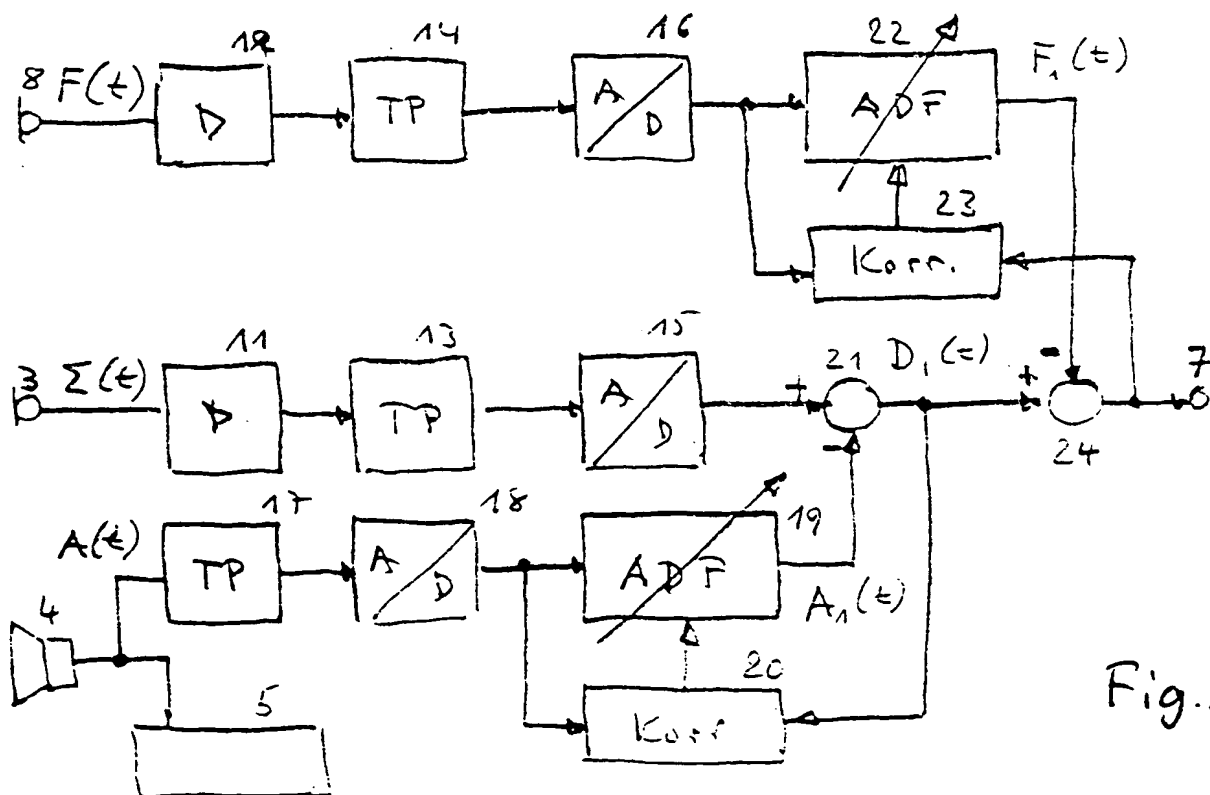 12 14 16 22
8 F(t) F₁(t)
D TP A/D ADF
23
Korr.
11 13 15 21 D₁(t) - 7
3 Σ(t) + - +
D TP A/D 24
17 18 19
A(t) TP A/D ADF A₁(t)
4
20
5 Korr
Fig.